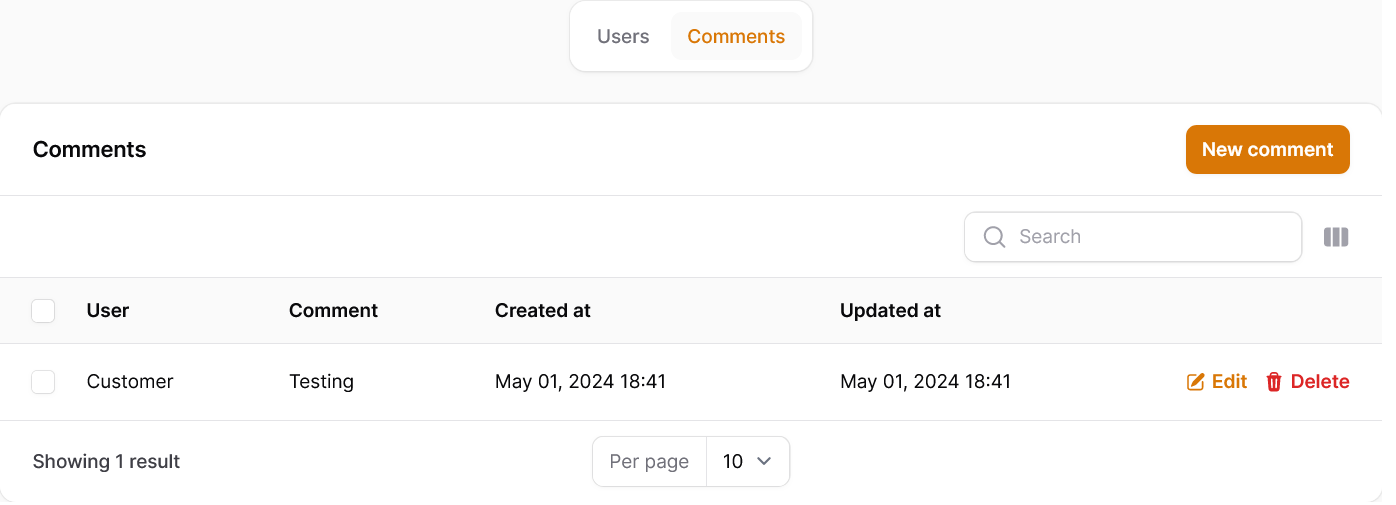 Users Comments
Comments New comment
Search
User Comment Created at Updated at
Customer Testing May 01, 2024 18:41 May 01, 2024 18:41 Edit Delete
Showing 1 result Per page 10